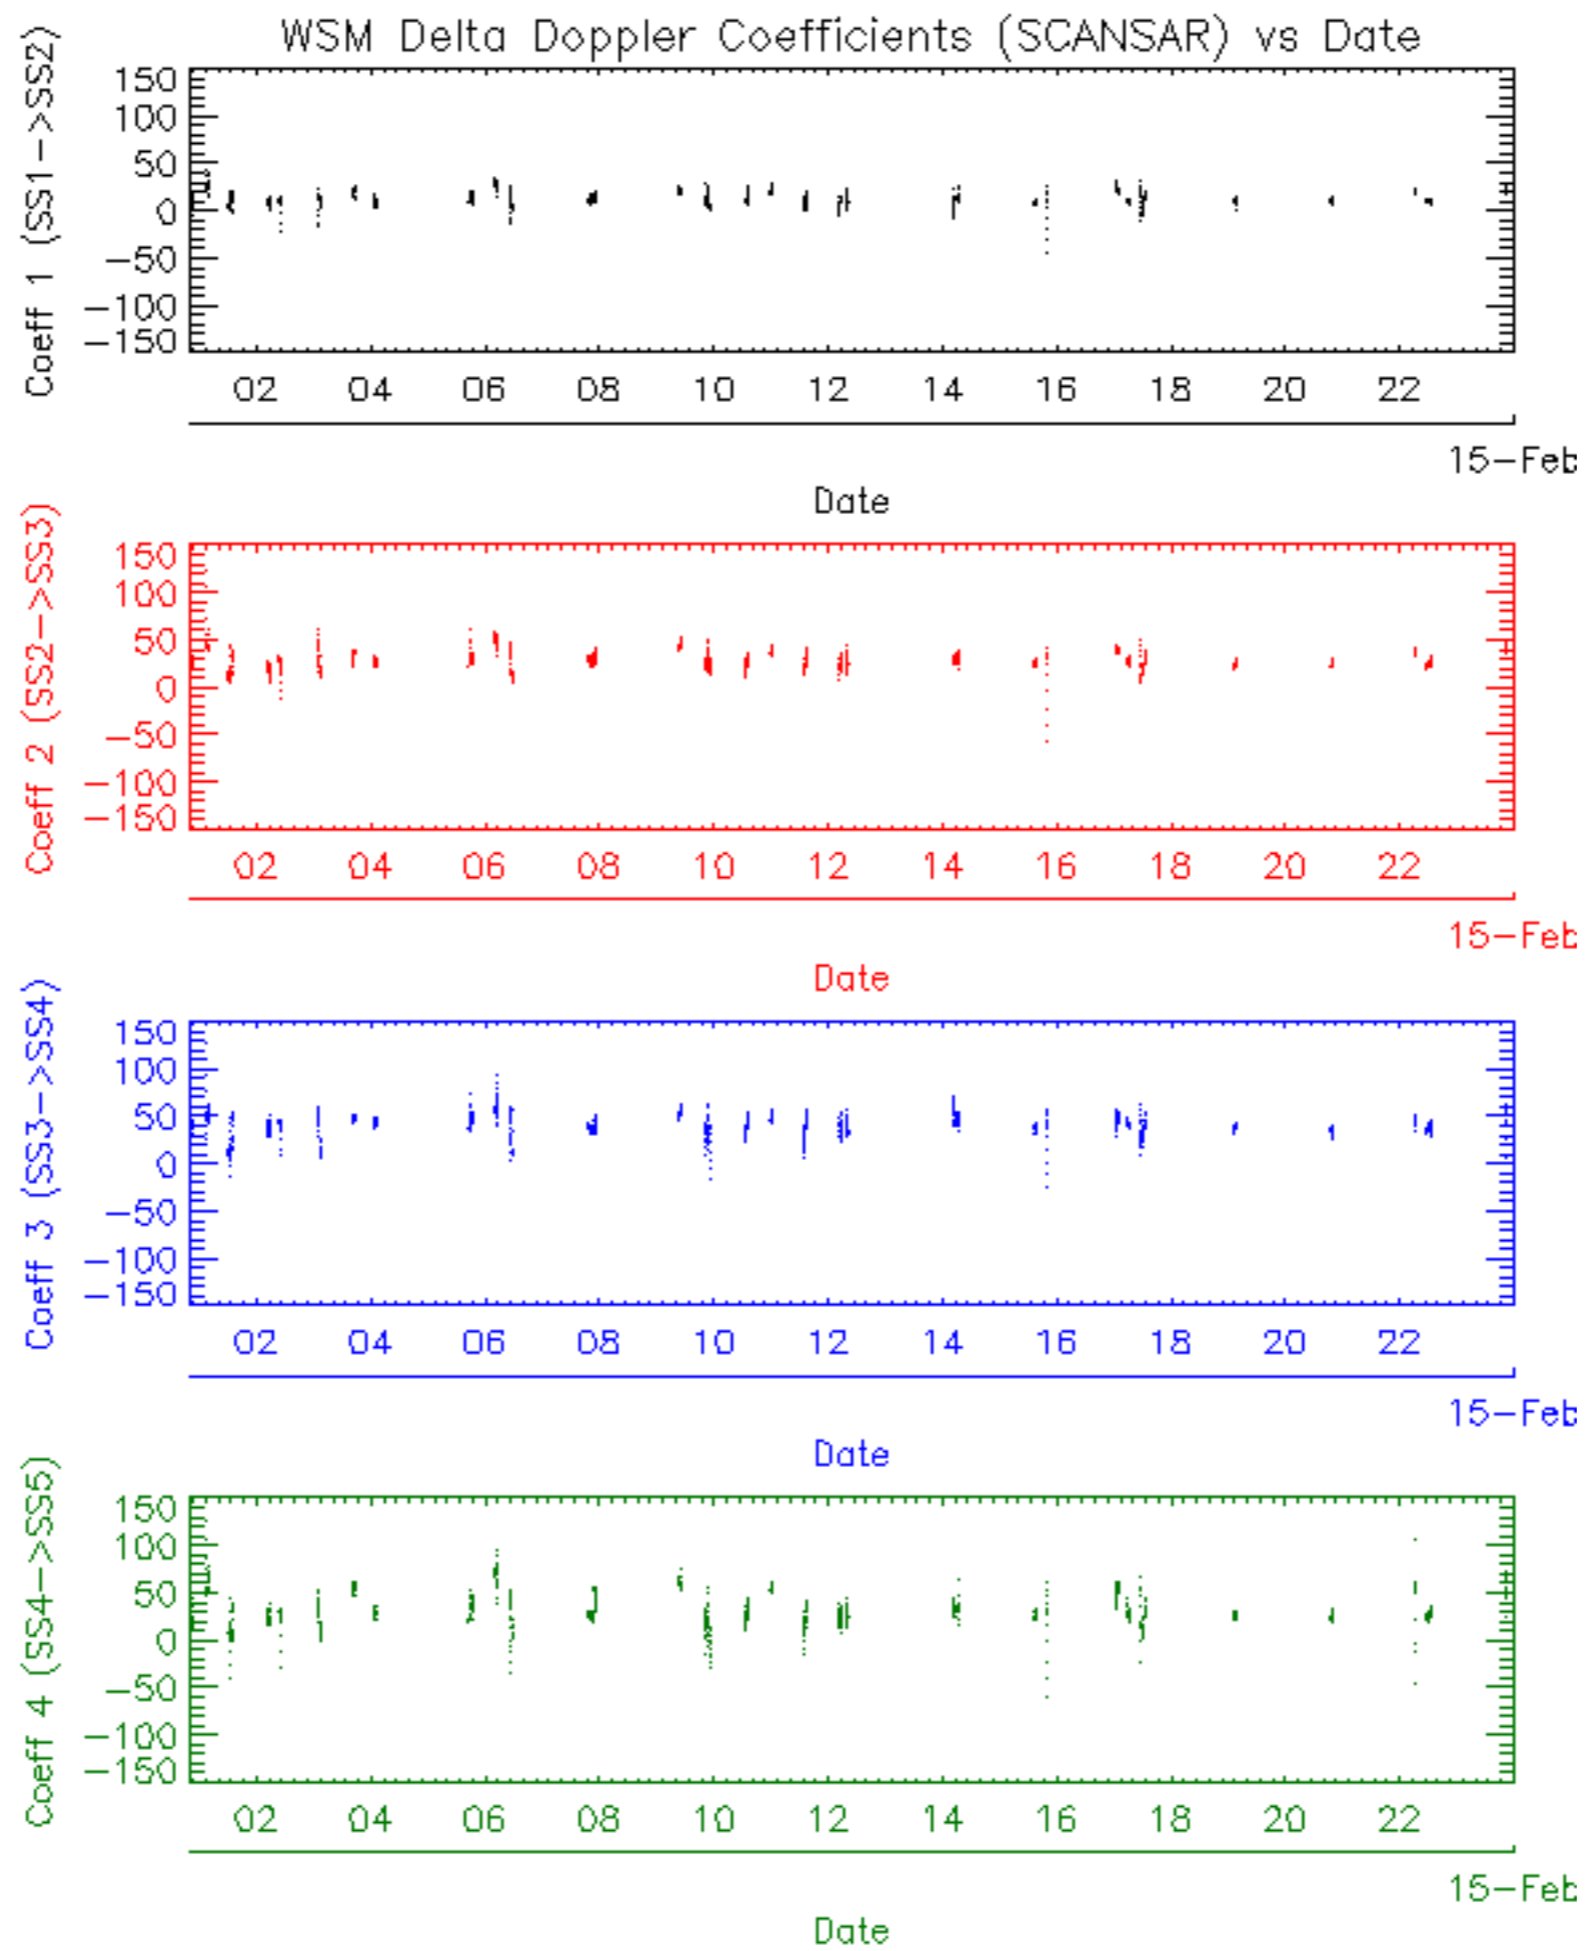 WSM Delta Doppler Coefficients (SCANSAR) vs Date
Coeff 1 (SS1->SS2)
150
100
50
0
-50
-100
-150
02 04 06 08 10 12 14 16 18 20 22
15-Feb
Date
Coeff 2 (SS2->SS3)
150
100
50
0
-50
-100
-150
02 04 06 08 10 12 14 16 18 20 22
15-Feb
Date
Coeff 3 (SS3->SS4)
150
100
50
0
-50
-100
-150
02 04 06 08 10 12 14 16 18 20 22
15-Feb
Date
Coeff 4 (SS4->SS5)
150
100
50
0
-50
-100
-150
02 04 06 08 10 12 14 16 18 20 22
15-Feb
Date